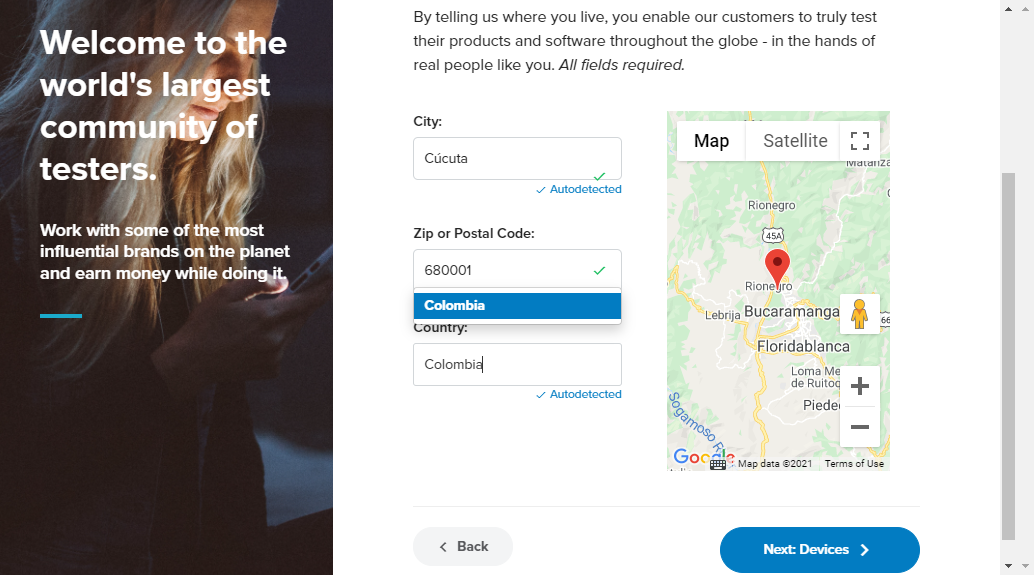 Welcome to the
world's largest
community of
testers.
Work with some of the most
influential brands on the planet
and earn money while doing it.
By telling us where you live, you enable our customers to truly test
their products and software throughout the globe - in the hands of
real people like you. All fields required.
City:
Cúcuta
Autodetected
Zip or Postal Code:
680001
Colombia
Country:
Colombia
Autodetected
Map
Satellite
Matanza
Rionegro
45A
Rionegro
Lebrija
Bucaramanga
66
Floridablanca
Loma Me
de Ruitoq
Piede
Sogamoso R
Google
Map data ©2021
Terms of Use
Back
Next: Devices